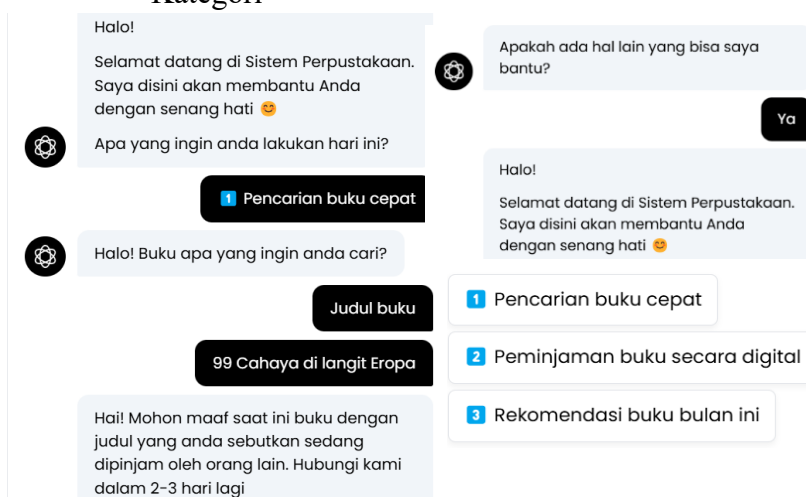 Kategori
Halo!
Selamat datang di Sistem Perpustakaan.
Saya disini akan membantu Anda
dengan senang hati 😊
Apa yang ingin anda lakukan hari ini?
1️⃣ Pencarian buku cepat
Halo! Buku apa yang ingin anda cari?
Judul buku
99 Cahaya di langit Eropa
Hai! Mohon maaf saat ini buku dengan
judul yang anda sebutkan sedang
dipinjam oleh orang lain. Hubungi kami
dalam 2-3 hari lagi
Apakah ada hal lain yang bisa saya
bantu?
Ya
Halo!
Selamat datang di Sistem Perpustakaan.
Saya disini akan membantu Anda
dengan senang hati 😊
1️⃣ Pencarian buku cepat
2️⃣ Peminjaman buku secara digital
3️⃣ Rekomendasi buku bulan ini